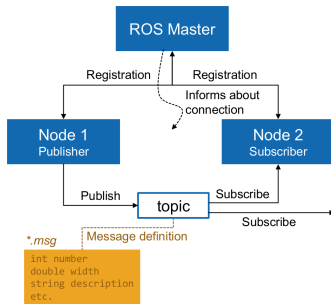 ROS Master
Registration
Registration
Informs about
connection
Node 1
Publisher
Node 2
Subscriber
Publish
topic
Subscribe
Subscribe
*.msg
Message definition
int number
double width
string description
etc.